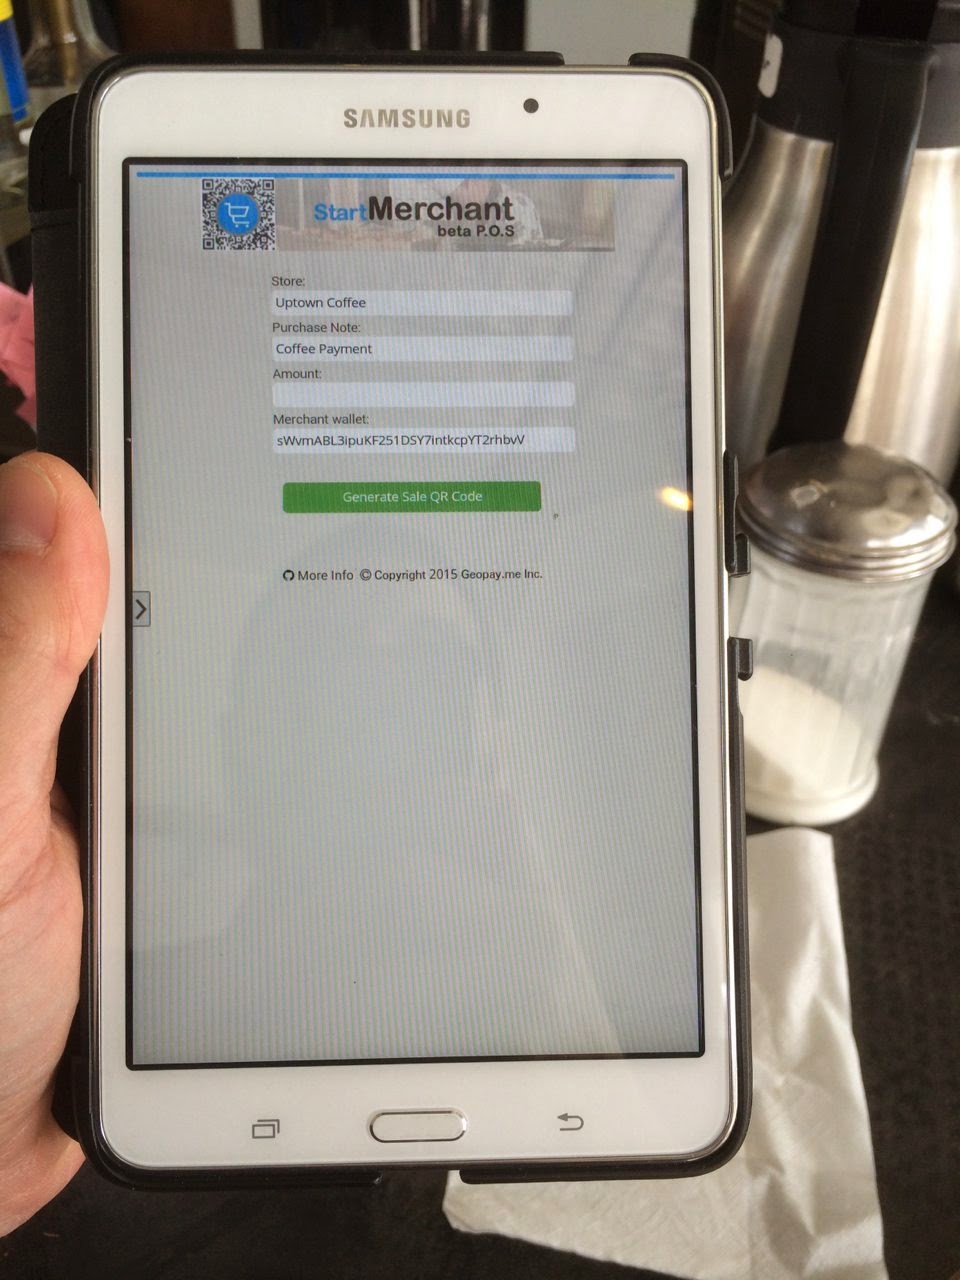 SAMSUNG
StartMerchant
beta P.O.S
Store:
Uptown Coffee
Purchase Note:
Coffee Payment
Amount:
Merchant wallet:
sWvmABL3ipuKF251DSY7intkcpYT2rhbvV
Generate Sale QR Code
More Info © Copyright 2015 Geopay.me Inc.